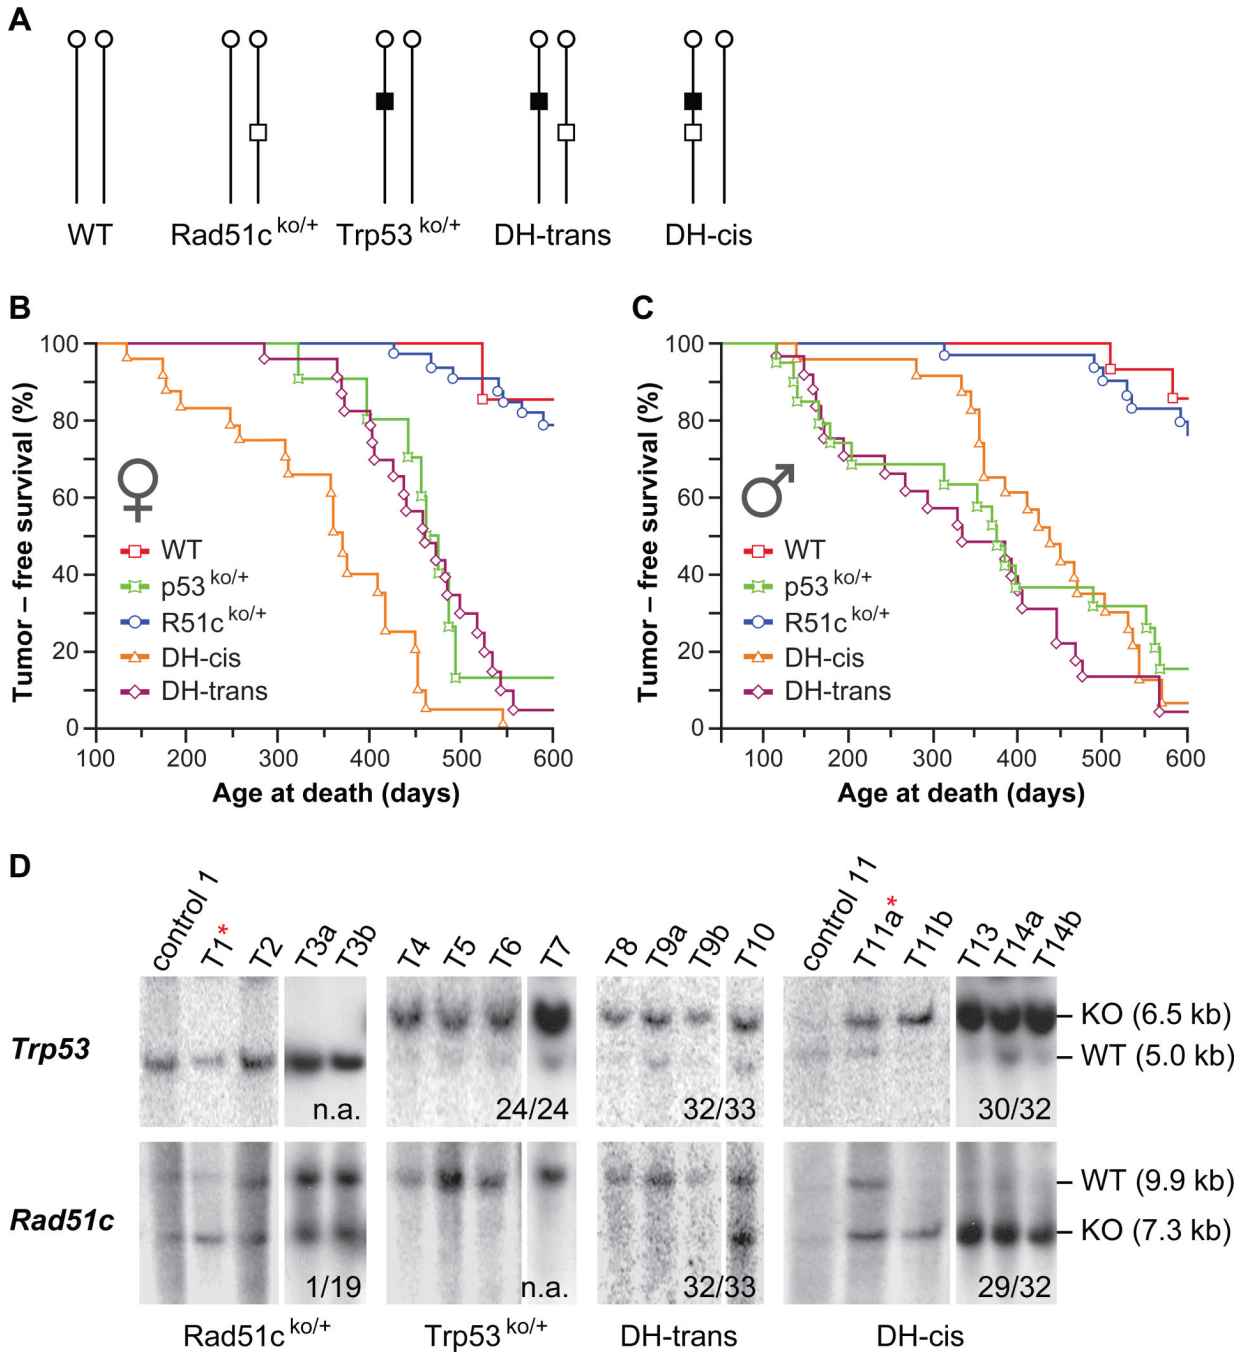 A
WT
Rad51c ko/+
Trp53 ko/+
DH-trans
DH-cis
B
Tumor – free survival (%)
100
80
60
40
20
0
♀
WT
p53 ko/+
R51c ko/+
DH-cis
DH-trans
100 200 300 400 500 600
Age at death (days)
C
Tumor – free survival (%)
100
80
60
40
20
0
♂
WT
p53 ko/+
R51c ko/+
DH-cis
DH-trans
100 200 300 400 500 600
Age at death (days)
D
control 1 T1* T2 T3a T3b T4 T5 T6 T7 T8 T9a T9b T10 control 11 T11a* T11b T13 T14a T14b
Trp53
KO (6.5 kb)
WT (5.0 kb)
n.a. 24/24 32/33 30/32
Rad51c
WT (9.9 kb)
KO (7.3 kb)
1/19 n.a. 32/33 29/32
Rad51c ko/+ Trp53 ko/+ DH-trans DH-cis